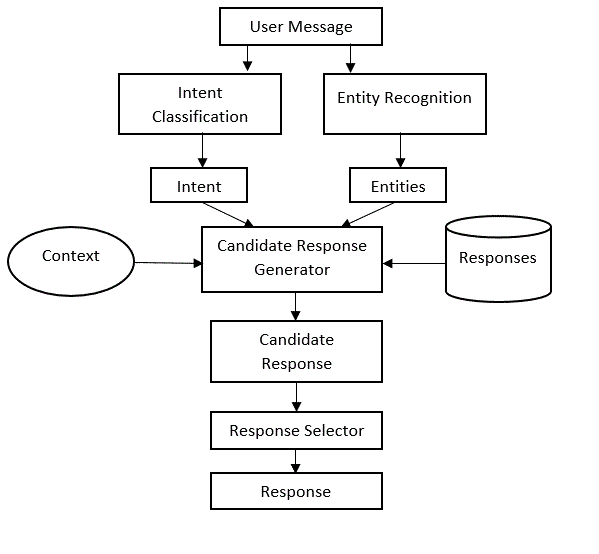 User Message
Intent
Classification
Entity Recognition
Intent
Entities
Context
Candidate Response
Generator
Responses
Candidate
Response
Response Selector
Response